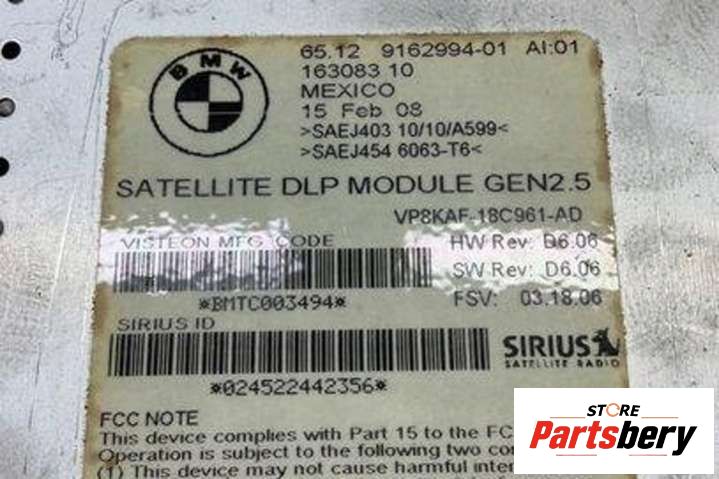 BMW
65.12 9162994-01 AI:01
163083 10
MEXICO
15 Feb 08
>SAEJ403 10/10/A599<
>SAEJ454 6063-T6<
SATELLITE DLP MODULE GEN2.5
VP8KAF-18C961-AD
VISTEON MFG CODE
HW Rev: D6.06
SW Rev: D6.06
*BMTC003494*
FSV: 03.18.06
SIRIUS ID
SIRIUS
SATELLITE RADIO
*024522442356*
FCC NOTE
This device complies with Part 15 to the FC
Operation is subject to the following two co
(1) This device may not cause harmful inter
STORE
Partsbery